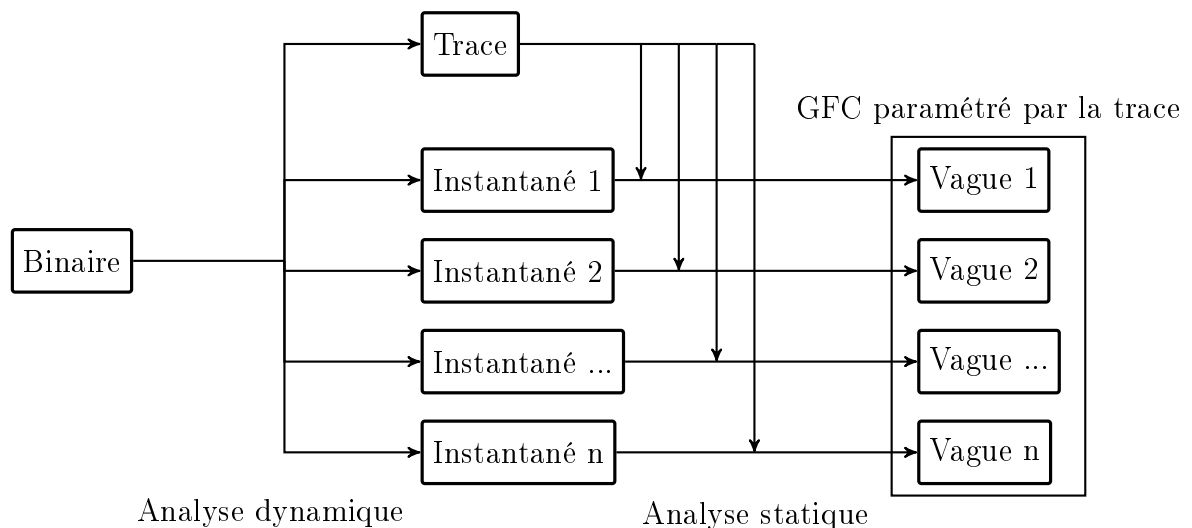 Trace
GFC paramétré par la trace
Instantané 1
Vague 1
Binaire
Instantané 2
Vague 2
Instantané ...
Vague ...
Instantané n
Vague n
Analyse dynamique
Analyse statique